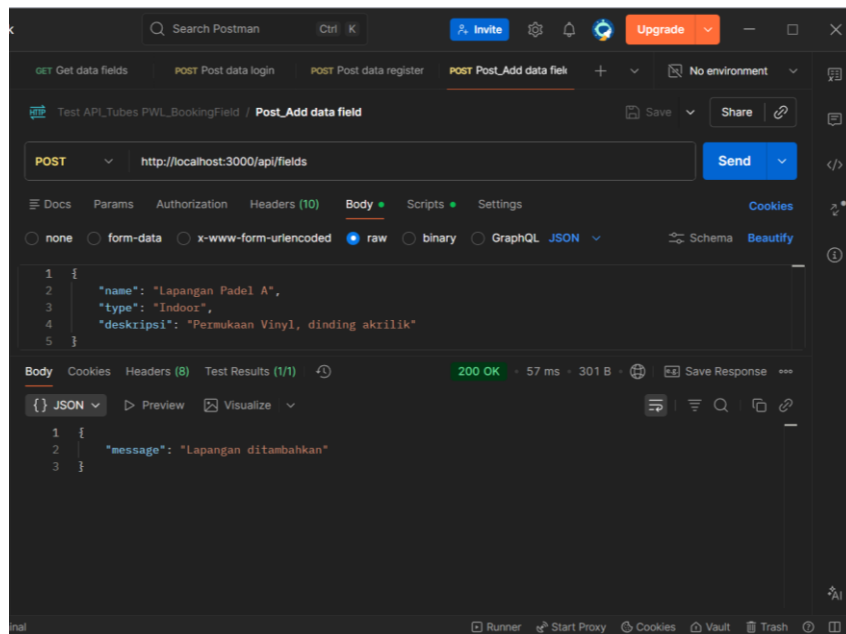 Search Postman Ctrl K Invite Upgrade
GET Get data fields POST Post data login POST Post data register POST Post_Add data fiel No environment
HTTP Test API_Tubes PWL_BookingField / Post_Add data field Save Share
POST http://localhost:3000/api/fields Send
Docs Params Authorization Headers (10) Body Scripts Settings Cookies
none form-data x-www-form-urlencoded raw binary GraphQL JSON Schema Beautify
1 {
2 "name": "Lapangan Padel A",
3 "type": "Indoor",
4 "deskripsi": "Permukaan Vinyl, dinding akrilik"
5 }
Body Cookies Headers (8) Test Results (1/1) 200 OK 57 ms 301 B Save Response
{} JSON Preview Visualize
1 {
2 "message": "Lapangan ditambahkan"
3 }
AI
inal Runner Start Proxy Cookies Vault Trash